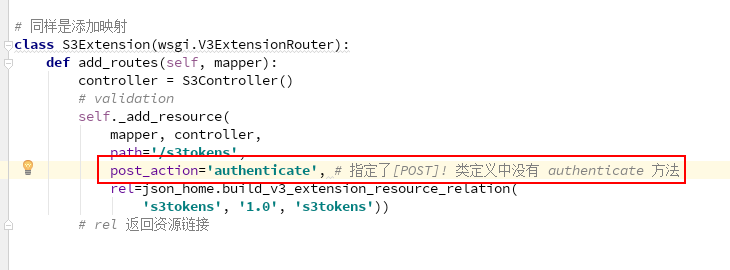 # 同样是添加映射
class S3Extension(wsgi.V3ExtensionRouter):
    def add_routes(self, mapper):
        controller = S3Controller()
        # validation
        self._add_resource(
            mapper, controller,
            path='/s3tokens',
            post_action='authenticate', # 指定了[POST]! 类定义中没有 authenticate 方法
            rel=json_home.build_v3_extension_resource_relation(
                's3tokens', '1.0', 's3tokens'))
        # rel 返回资源链接